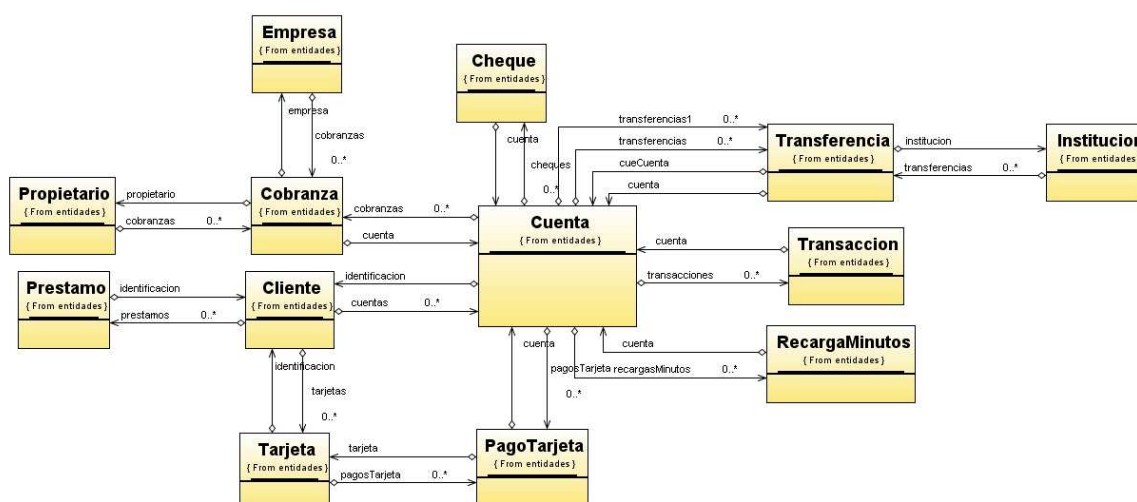 Empresa
{ From entidades }
empresa
cobranzas
0..*
Cheque
{ From entidades }
cuenta
cheques
0..*
transferencias1 0..*
transferencias 0..*
cueCuenta
cuenta
Transferencia
{ From entidades }
institucion
transferencias 0..*
Institucion
{ From entidades }
Propietario
{ From entidades }
propietario
cobranzas 0..*
Cobranza
{ From entidades }
cobranzas 0..*
cuenta
Cuenta
{ From entidades }
cuenta
transacciones 0..*
Transaccion
{ From entidades }
Prestamo
{ From entidades }
identificacion
prestamos 0..*
Cliente
{ From entidades }
identificacion
cuentas 0..*
cuenta
recargasMinutos 0..*
RecargaMinutos
{ From entidades }
identificacion
tarjetas
0..*
cuenta
pagosTarjeta
0..*
Tarjeta
{ From entidades }
tarjeta
pagosTarjeta 0..*
PagoTarjeta
{ From entidades }